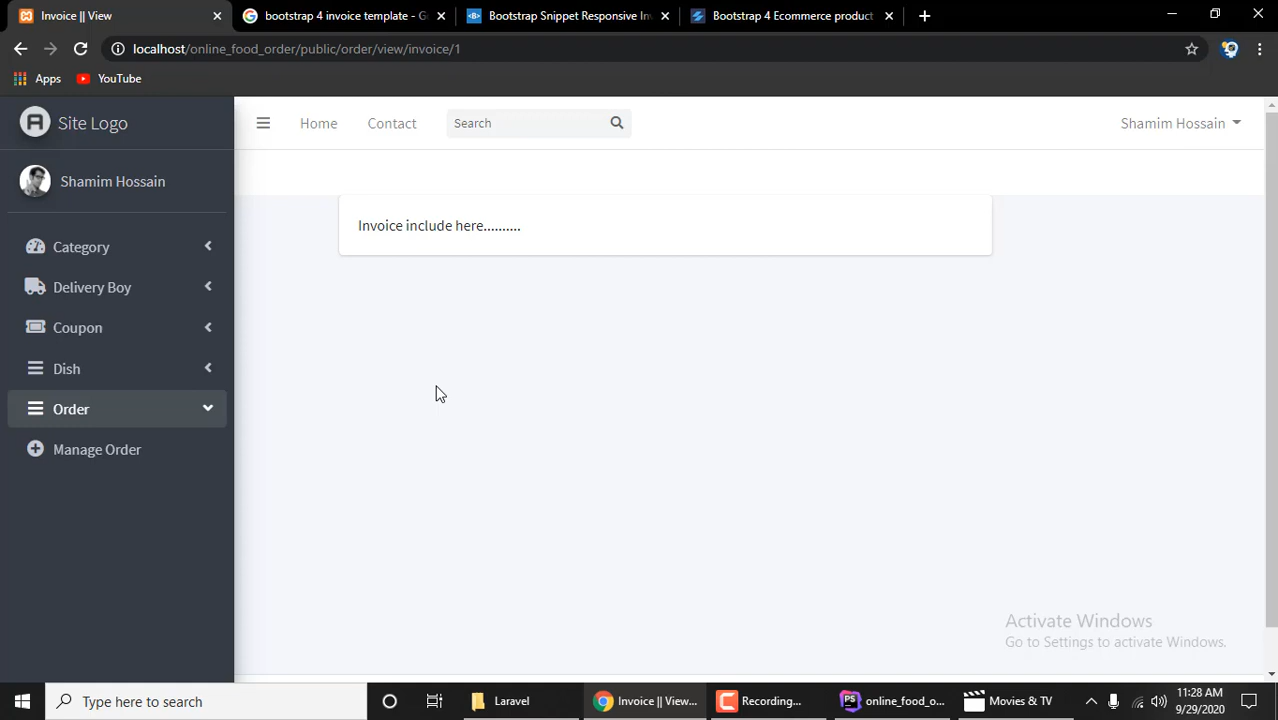 Invoice || View
bootstrap 4 invoice template - G
Bootstrap Snippet Responsive In
Bootstrap 4 Ecommerce product
localhost/online_food_order/public/order/view/invoice/1
Apps
YouTube
Site Logo
Home
Contact
Search
Shamim Hossain
Shamim Hossain
Invoice include here..........
Category
Delivery Boy
Coupon
Dish
Order
Manage Order
Activate Windows
Go to Settings to activate Windows.
Type here to search
Laravel
Invoice || View...
Recording...
online_food_o...
Movies & TV
11:28 AM
9/29/2020